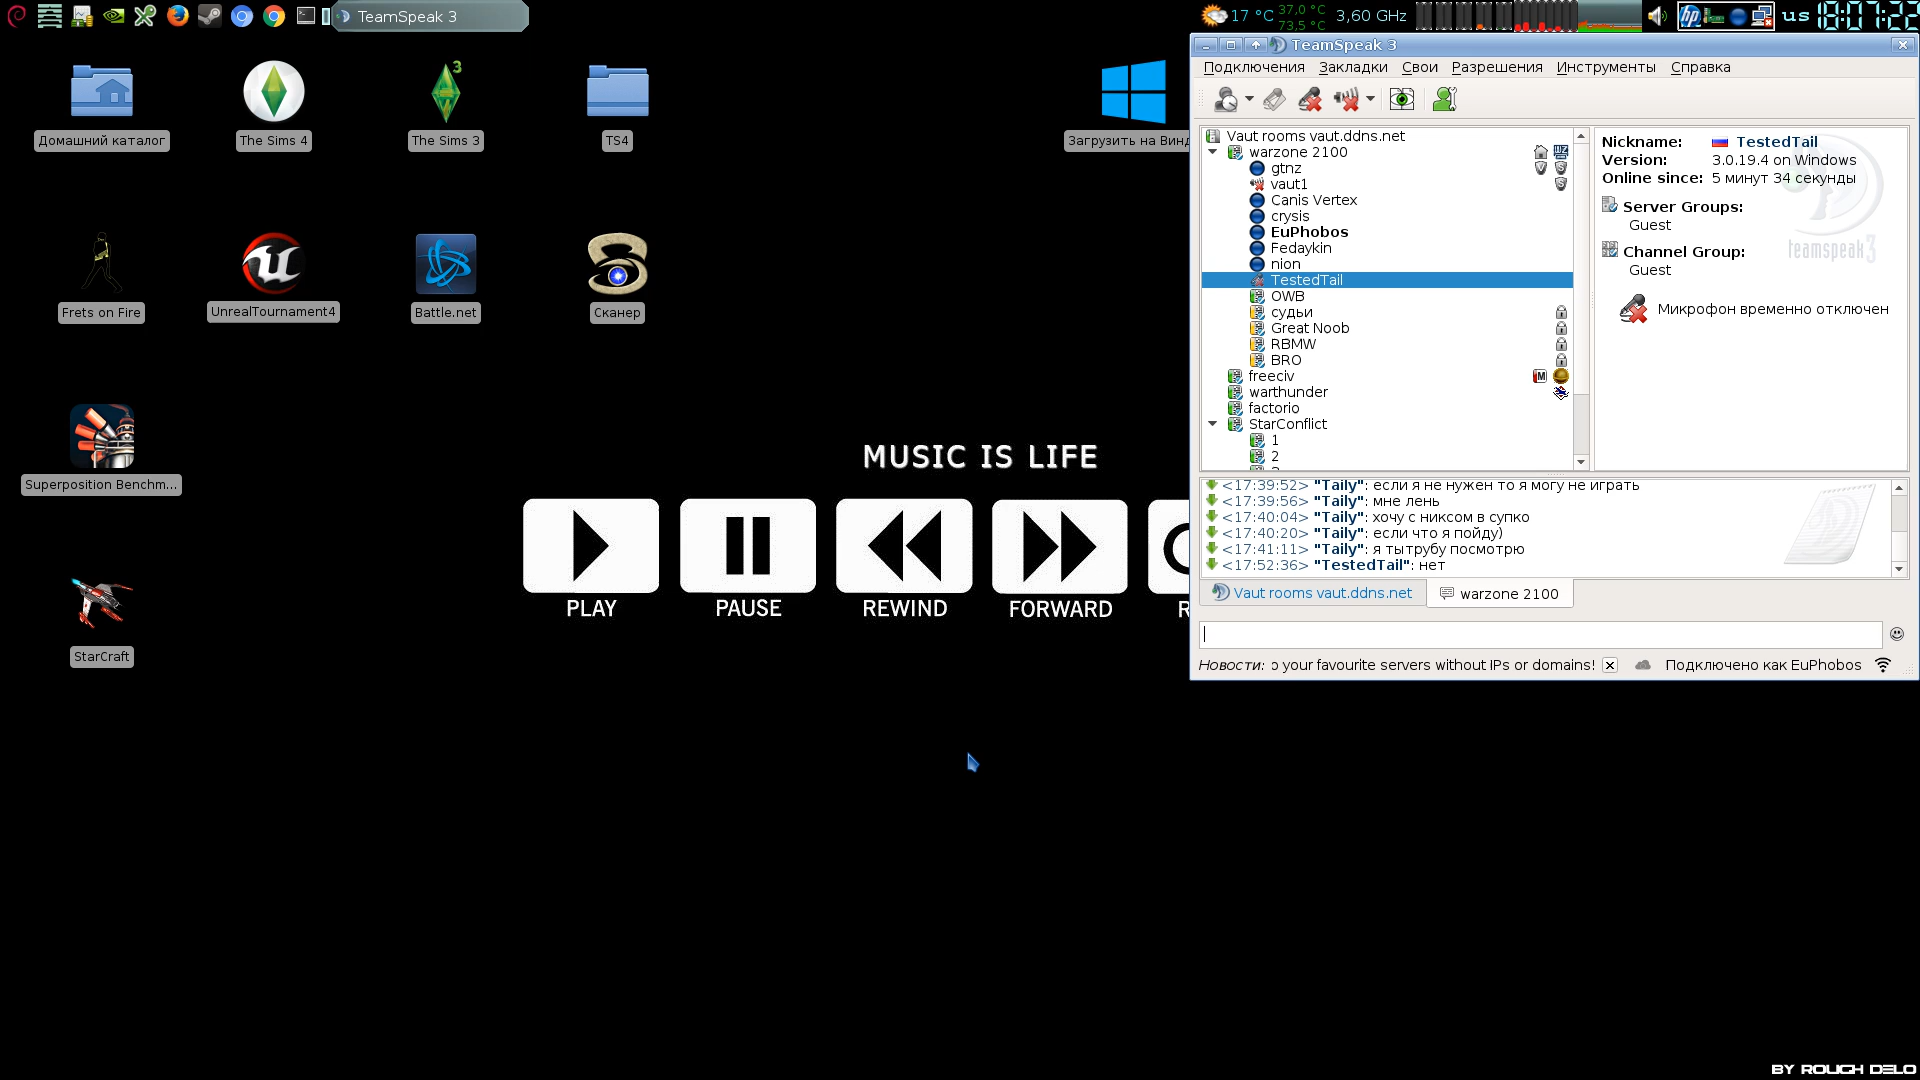 TeamSpeak 3
17 °C
37,0 °C
73,5 °C
3,60 GHz
us
18:07:22
Домашний каталог
The Sims 4
The Sims 3
TS4
Загрузить на Винд
Frets on Fire
UnrealTournament4
Battle.net
Сканер
Superposition Benchm...
StarCraft
MUSIC IS LIFE
PLAY
PAUSE
REWIND
FORWARD
R
TeamSpeak 3
Подключения Закладки Свои Разрешения Инструменты Справка
Vaut rooms vaut.ddns.net
warzone 2100
gtnz
vaut1
Canis Vertex
crysis
EuPhobos
Fedaykin
nion
TestedTail
OWB
судьи
Great Noob
RBMW
BRO
freeciv
warthunder
factorio
StarConflict
1
2
Nickname: TestedTail
Version: 3.0.19.4 on Windows
Online since: 5 минут 34 секунды
Server Groups:
Guest
Channel Group:
Guest
Микрофон временно отключен
teamspeak 3
<17:39:52> "Taily": если я не нужен то я могу не играть
<17:39:56> "Taily": мне лень
<17:40:04> "Taily": хочу с никсом в супко
<17:40:20> "Taily": если что я пойду)
<17:41:11> "Taily": я тытрубу посмотрю
<17:52:36> "TestedTail": нет
Vaut rooms vaut.ddns.net
warzone 2100
Новости: o your favourite servers without IPs or domains!
Подключено как EuPhobos
BY ROUGH DELO